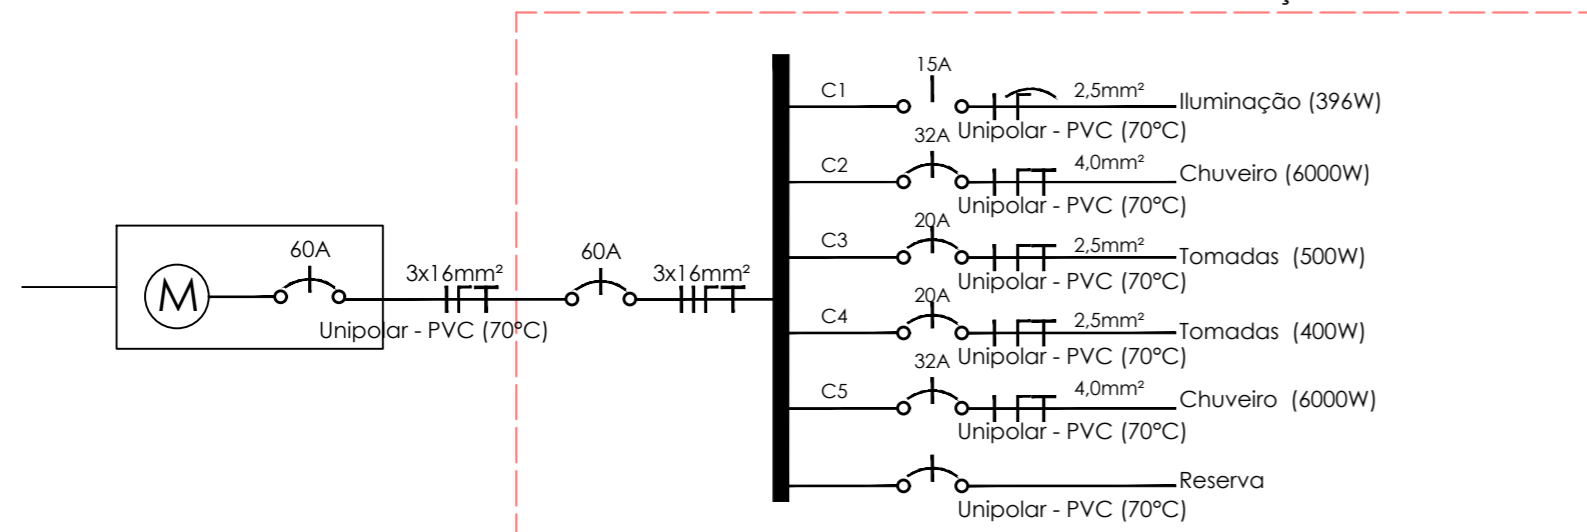 15A
C1
2,5mm²
Iluminação (396W)
Unipolar - PVC (70°C)
32A
C2
4,0mm²
Chuveiro (6000W)
Unipolar - PVC (70°C)
20A
C3
2,5mm²
Tomadas (500W)
Unipolar - PVC (70°C)
20A
C4
2,5mm²
Tomadas (400W)
Unipolar - PVC (70°C)
32A
C5
4,0mm²
Chuveiro (6000W)
Unipolar - PVC (70°C)
Reserva
Unipolar - PVC (70°C)
60A
M
3x16mm²
Unipolar - PVC (70°C)
60A
3x16mm²